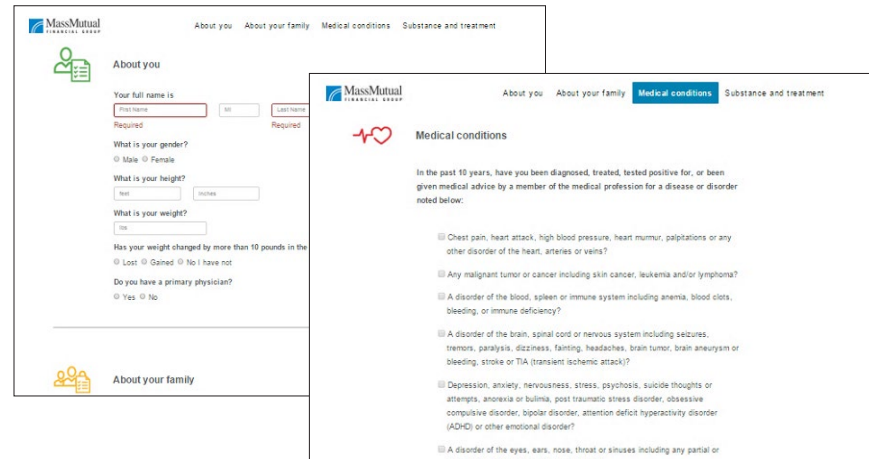 MassMutual
FINANCIAL GROUP
About you About your family Medical conditions Substance and treatment
About you
Your full name is
First Name MI Last Name
Required Required
What is your gender?
Male Female
What is your height?
feet inches
What is your weight?
lbs
Has your weight changed by more than 10 pounds in the
Lost Gained No I have not
Do you have a primary physician?
Yes No
About your family
MassMutual
FINANCIAL GROUP
About you About your family Medical conditions Substance and treatment
Medical conditions
In the past 10 years, have you been diagnosed, treated, tested positive for, or been
given medical advice by a member of the medical profession for a disease or disorder
noted below:
Chest pain, heart attack, high blood pressure, heart murmur, palpitations or any
other disorder of the heart, arteries or veins?
Any malignant tumor or cancer including skin cancer, leukemia and/or lymphoma?
A disorder of the blood, spleen or immune system including anemia, blood clots,
bleeding, or immune deficiency?
A disorder of the brain, spinal cord or nervous system including seizures,
tremors, paralysis, dizziness, fainting, headaches, brain tumor, brain aneurysm or
bleeding, stroke or TIA (transient ischemic attack)?
Depression, anxiety, nervousness, stress, psychosis, suicide thoughts or
attempts, anorexia or bulimia, post traumatic stress disorder, obsessive
compulsive disorder, bipolar disorder, attention deficit hyperactivity disorder
(ADHD) or other emotional disorder?
A disorder of the eyes, ears, nose, throat or sinuses including any partial or